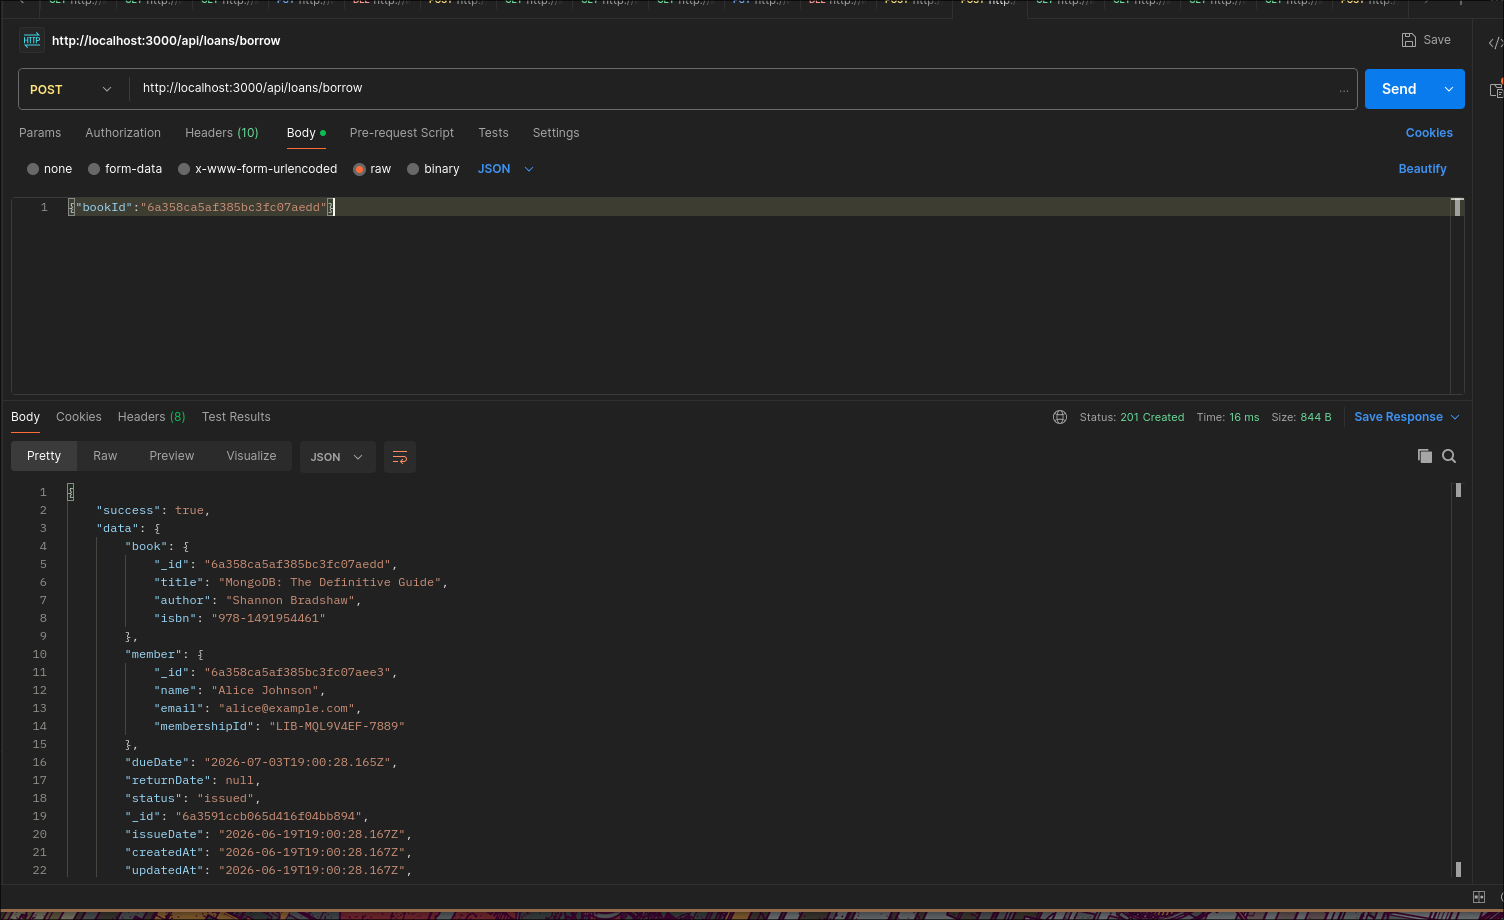 http://localhost:3000/api/loans/borrow
Save
POST
http://localhost:3000/api/loans/borrow
...
Send
Params
Authorization
Headers (10)
Body
Pre-request Script
Tests
Settings
Cookies
none
form-data
x-www-form-urlencoded
raw
binary
JSON
Beautify
1 {"bookId":"6a358ca5af385bc3fc07aedd"}
Body
Cookies
Headers (8)
Test Results
Status: 201 Created
Time: 16 ms
Size: 844 B
Save Response
Pretty
Raw
Preview
Visualize
JSON
1 {
2 "success": true,
3 "data": {
4 "book": {
5 "_id": "6a358ca5af385bc3fc07aedd",
6 "title": "MongoDB: The Definitive Guide",
7 "author": "Shannon Bradshaw",
8 "isbn": "978-1491954461"
9 },
10 "member": {
11 "_id": "6a358ca5af385bc3fc07aee3",
12 "name": "Alice Johnson",
13 "email": "alice@example.com",
14 "membershipId": "LIB-MQL9V4EF-7889"
15 },
16 "dueDate": "2026-07-03T19:00:28.165Z",
17 "returnDate": null,
18 "status": "issued",
19 "_id": "6a3591ccb065d416f04bb894",
20 "issueDate": "2026-06-19T19:00:28.167Z",
21 "createdAt": "2026-06-19T19:00:28.167Z",
22 "updatedAt": "2026-06-19T19:00:28.167Z",